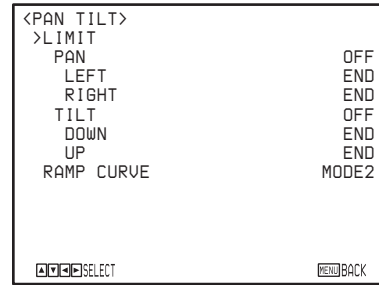 <PAN TILT>
>LIMIT
PAN OFF
LEFT END
RIGHT END
TILT OFF
DOWN END
UP END
RAMP CURVE MODE2
▲▼◄►SELECT MENU BACK